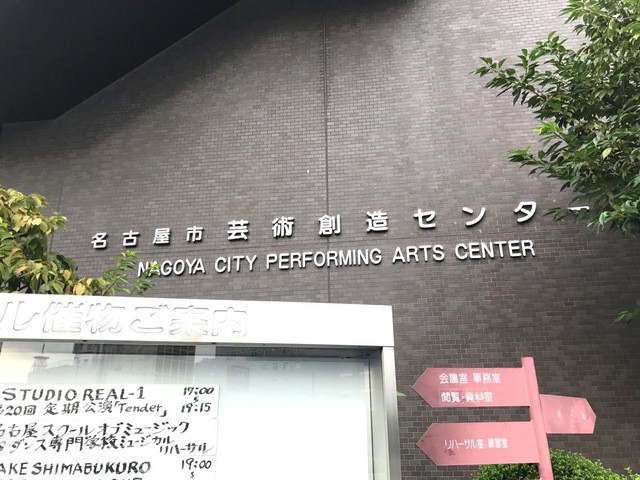 名古屋市芸術創造センター
NAGOYA CITY PERFORMING ARTS CENTER
ル催物ご案内
STUDIO REAL-1 17:00
20回 定期公演「Tender」 19:15
名古屋スクールオブミュージック
ダンス専門学校ミュージカル
リハーサル
AKE SHIMABUKURO 19:00
会議室 事務室
閲覧・資料室
リハーサル室、練習室